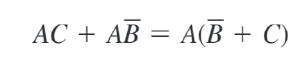 AC + AB̅ = A(B̅ + C)